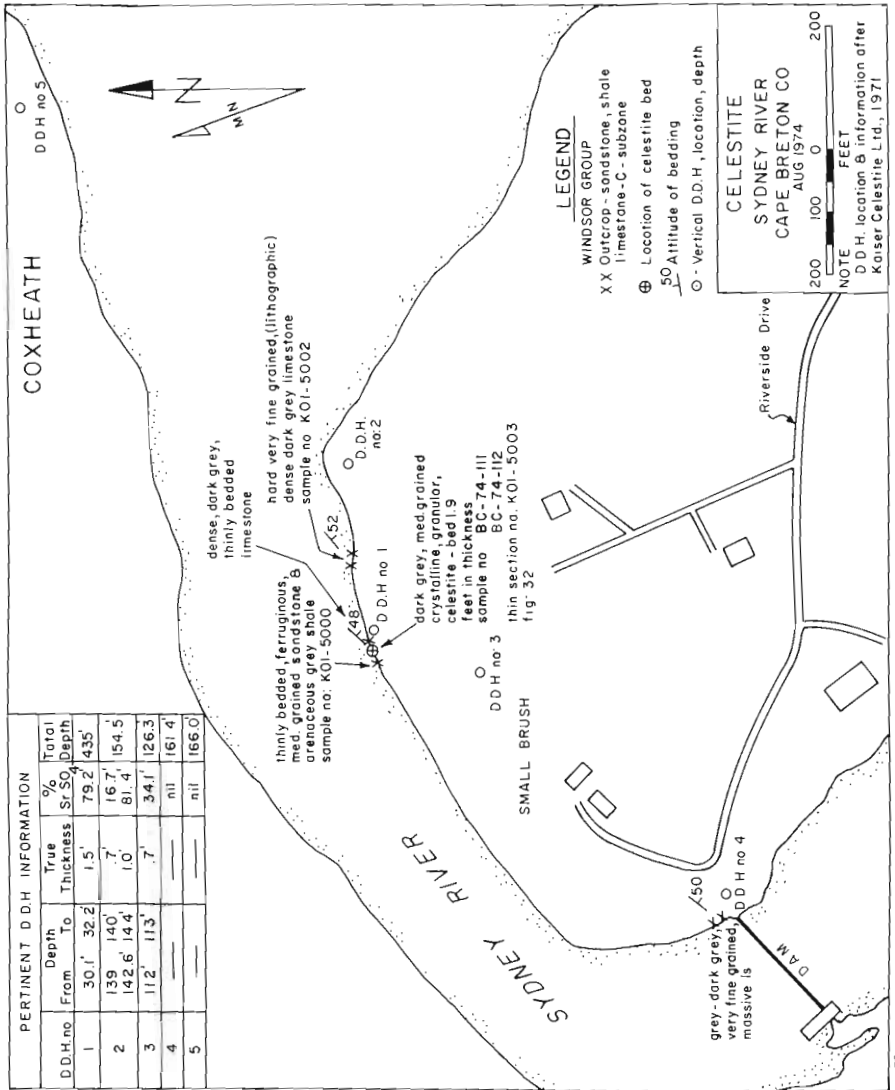 PERTINENT D D.H INFORMATION
D D.H.no	Depth From	To	True Thickness	% Sr SO4	Total Depth
1	30.1'	32.2'	1.5'	79.2'	435'
2	139	140'	.7'	16.7'	154.5'
142.6'	144'	1.0'	81.4'
3	112'	113'	.7'	34.1'	126.3'
4	——	——	nil	161 4'
5	——	——	nil	166.0'
COXHEATH
DDH no 5
N
N
M
dense, dark grey,
thinly bedded
limestone
hard very fine grained,(lithographic)
dense dark grey limestone
sample no KO1-5002
thinly bedded, ferruginous,
med. grained sandstone &
arenaceous grey shale
sample no: KO1-5000
48
52
D D.H no 1
D.D.H.
no:2
dark grey, med.grained
crystalline, granular,
celestite - bed 1.9
feet in thickness
sample no BC-74-111
BC-74-112
thin section no. KO1-5003
fig· 32
DDH no 3
SMALL BRUSH
SYDNEY RIVER
50
DDH no 4
grey-dark grey,
very fine grained,
massive ls
DAM
Riverside Drive
LEGEND
WINDSOR GROUP
XX Outcrop - sandstone, shale
limestone-C-subzone
⊕ Location of celestite bed
50 Attitude of bedding
O - Vertical D.D.H, location, depth
CELESTITE
SYDNEY RIVER
CAPE BRETON CO
AUG 1974
200 100 0 200
FEET
NOTE
D D H. location & information after
Kaiser Celestite Ltd., 1971